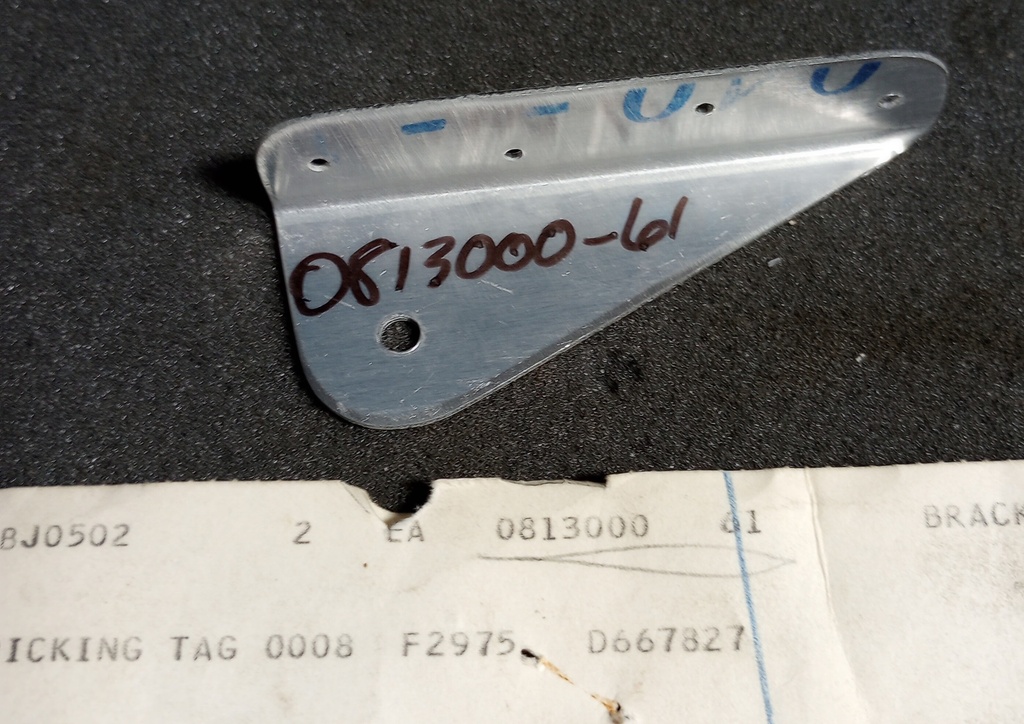 0813000-61
BJ0502 2 EA 0813000 61 BRACK
ICKING TAG 0008 F2975 D667827